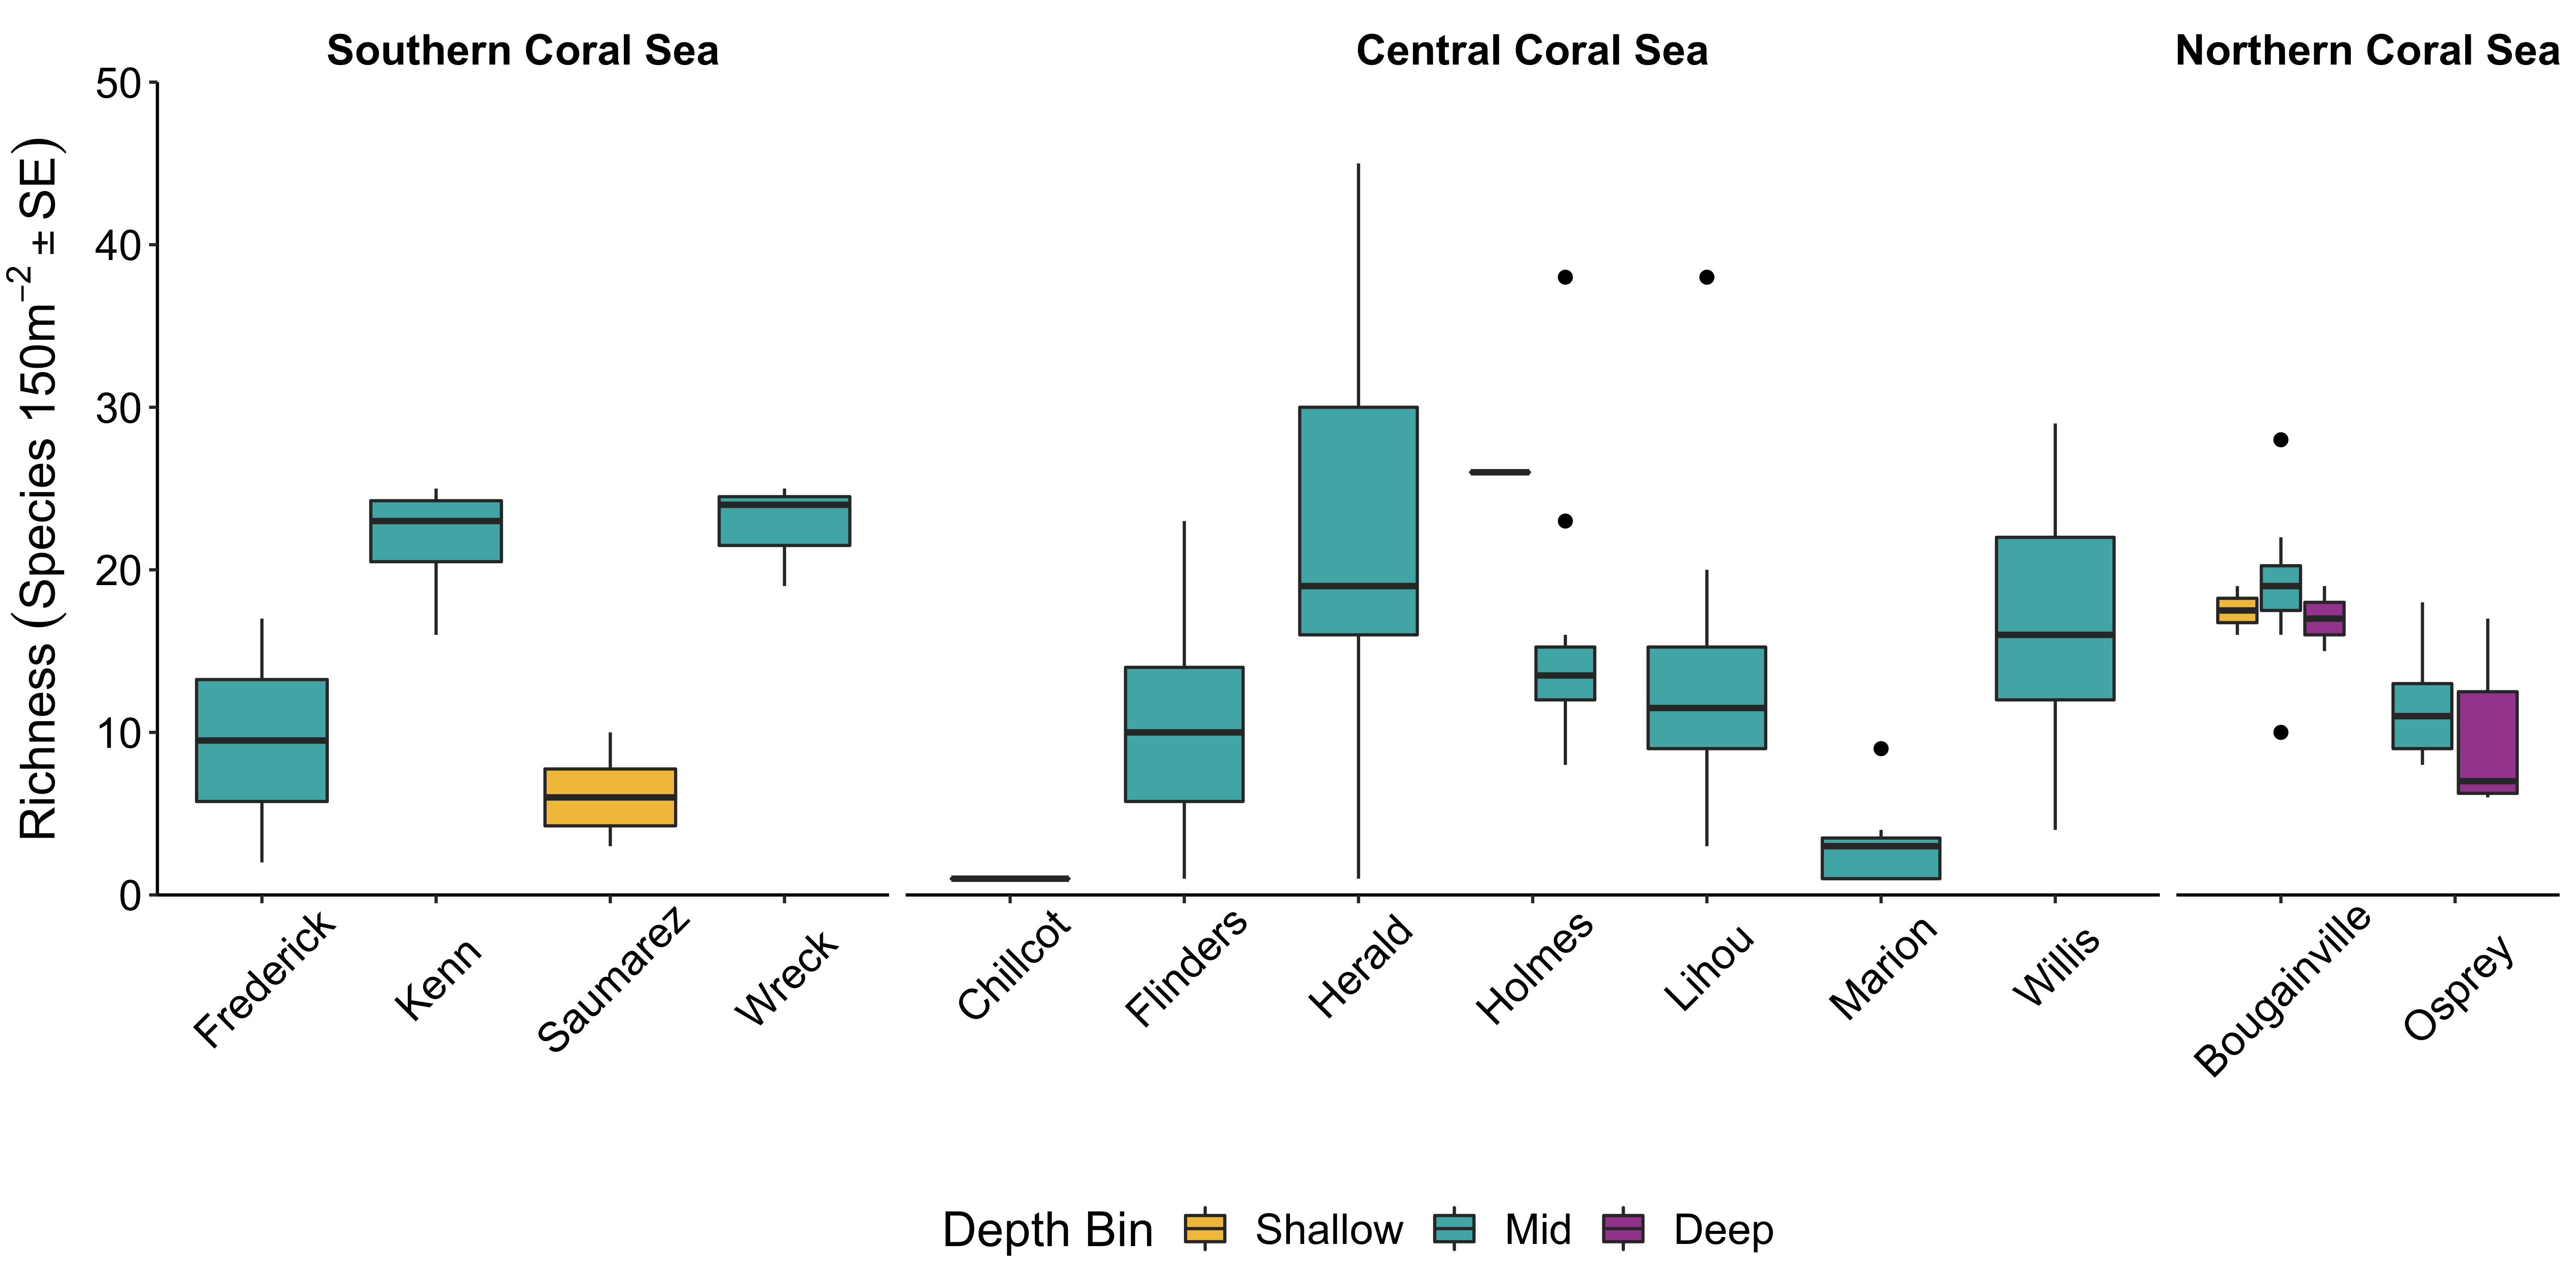 Southern Coral Sea
Central Coral Sea
Northern Coral Sea
Richness (Species 150m⁻² ± SE)
50
40
30
20
10
0
Frederick
Kenn
Saumarez
Wreck
Chillcot
Flinders
Herald
Holmes
Lihou
Marion
Willis
Bougainville
Osprey
Depth Bin Shallow Mid Deep